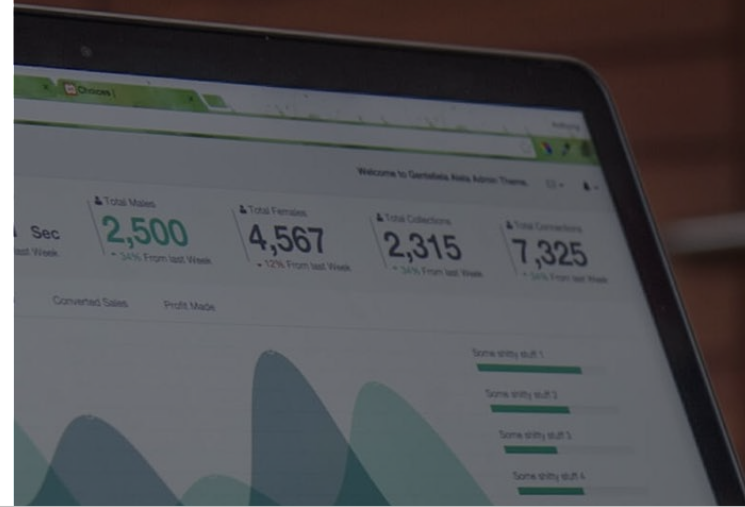 Choices
Anthony
Welcome to Gentelella Alela Admin Theme.
Total Males
Total Females
Total Collections
Total Connections
Sec
2,500
4,567
2,315
7,325
last Week
34% From last Week
12% From last Week
34% From last Week
34% From last Week
Converted Sales
Profit Made
Some shitty stuff 1
Some shitty stuff 2
Some shitty stuff 3
Some shitty stuff 4